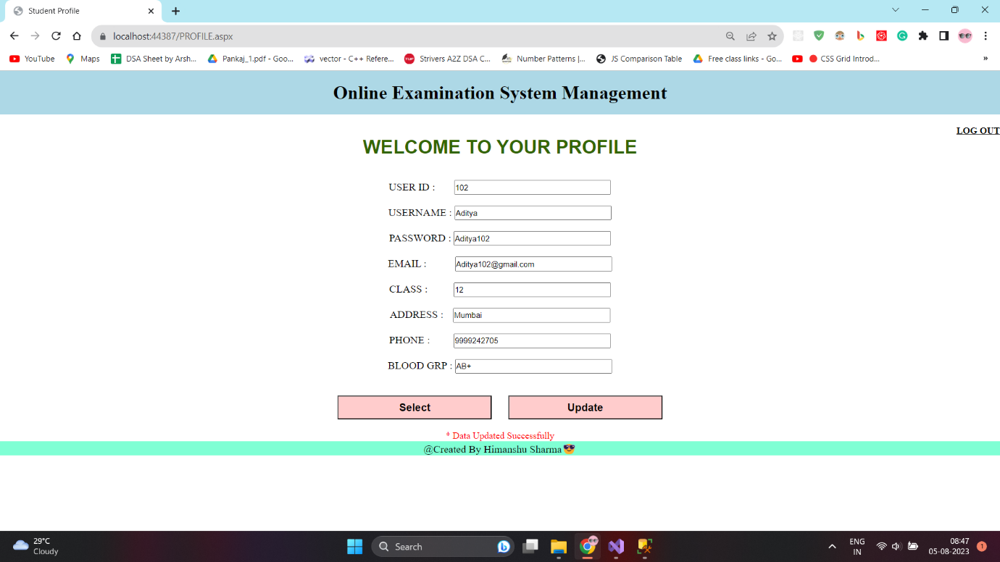 Student Profile
localhost:44387/PROFILE.aspx
YouTube Maps DSA Sheet by Arsh... Pankaj_1.pdf - Goo... vector - C++ Refere... Strivers A2Z DSA C... Number Patterns |... JS Comparison Table Free class links - Go... CSS Grid Introd... »
Online Examination System Management
LOG OUT
WELCOME TO YOUR PROFILE
USER ID : 102
USERNAME : Aditya
PASSWORD : Aditya102
EMAIL : Aditya102@gmail.com
CLASS : 12
ADDRESS : Mumbai
PHONE : 9999242705
BLOOD GRP : AB+
Select Update
* Data Updated Successfully
@Created By Himanshu Sharma😎
29°C
Cloudy
Search
ENG
IN
08:47
05-08-2023
1